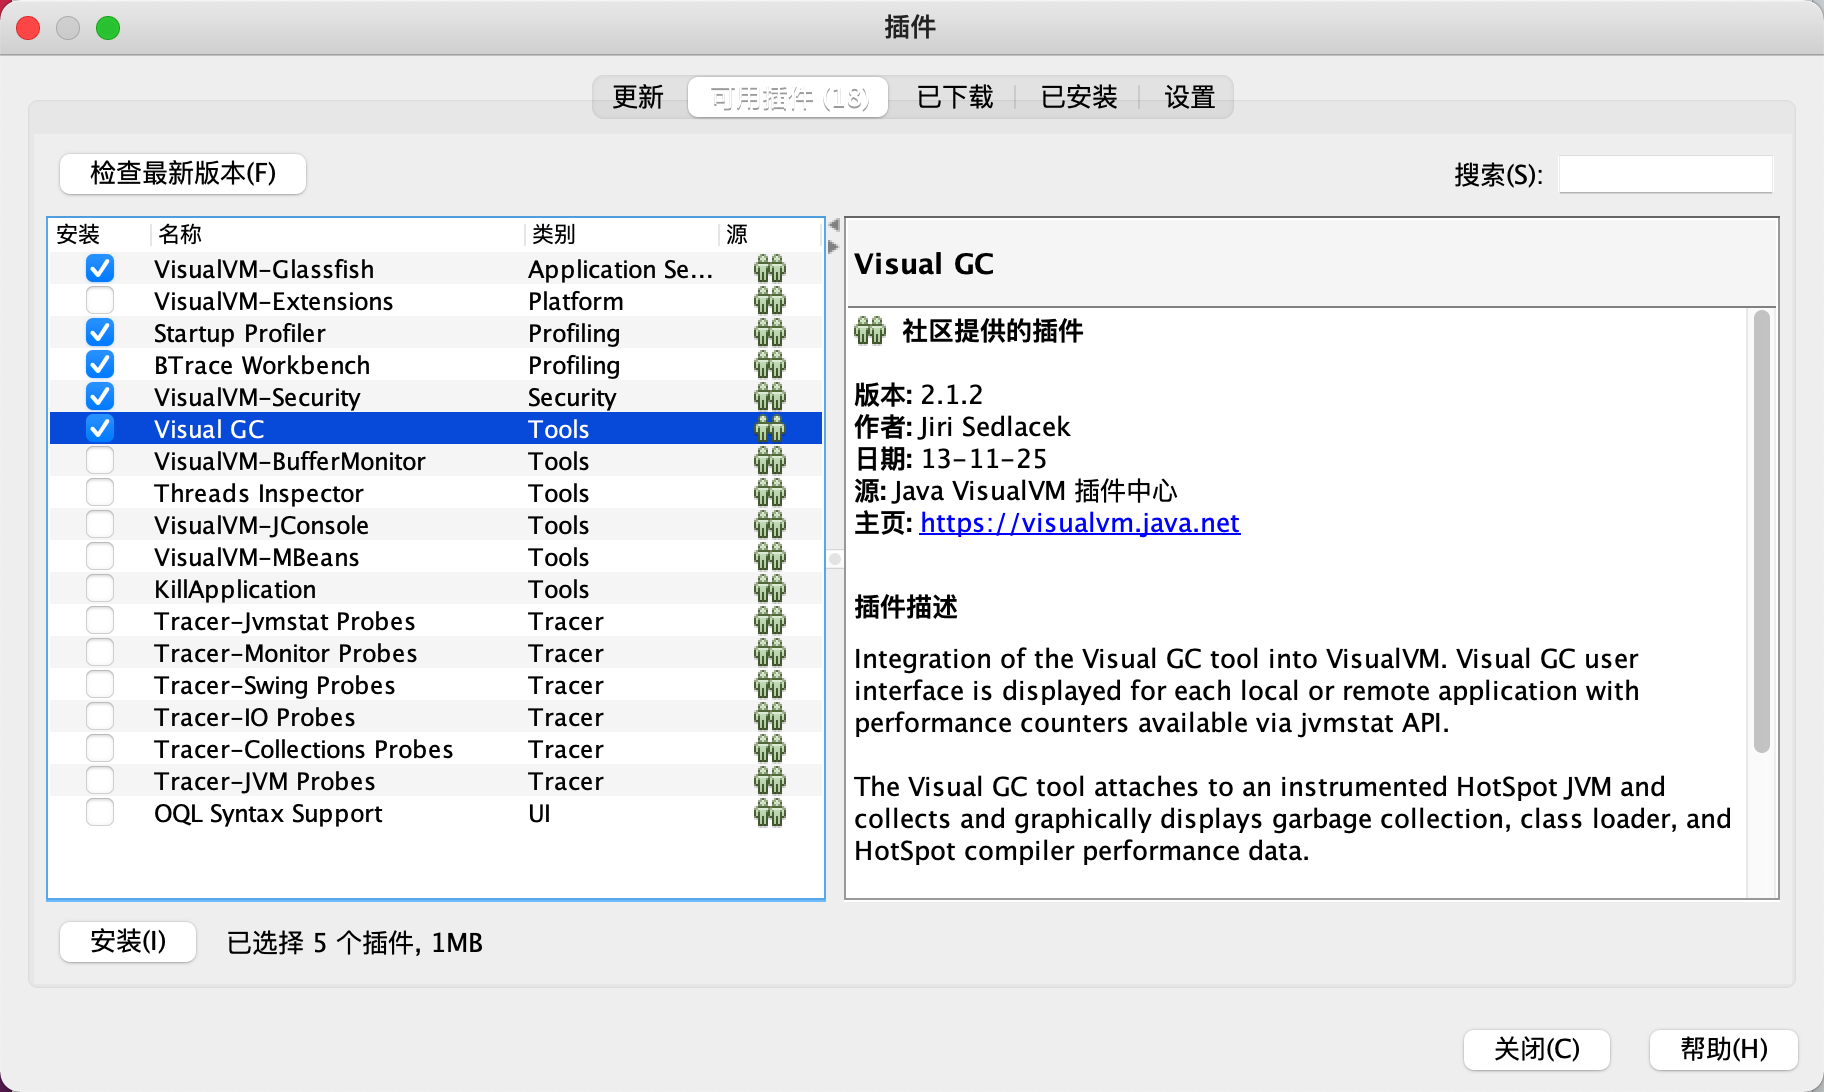 插件
更新 可用插件 (18) 已下载 已安装 设置
检查最新版本(F) 搜索(S):
安装 名称 类别 源
VisualVM-Glassfish Application Se...
VisualVM-Extensions Platform
Startup Profiler Profiling
BTrace Workbench Profiling
VisualVM-Security Security
Visual GC Tools
VisualVM-BufferMonitor Tools
Threads Inspector Tools
VisualVM-JConsole Tools
VisualVM-MBeans Tools
KillApplication Tools
Tracer-Jvmstat Probes Tracer
Tracer-Monitor Probes Tracer
Tracer-Swing Probes Tracer
Tracer-IO Probes Tracer
Tracer-Collections Probes Tracer
Tracer-JVM Probes Tracer
OQL Syntax Support UI
Visual GC
社区提供的插件
版本: 2.1.2
作者: Jiri Sedlacek
日期: 13-11-25
源: Java VisualVM 插件中心
主页: https://visualvm.java.net
插件描述
Integration of the Visual GC tool into VisualVM. Visual GC user
interface is displayed for each local or remote application with
performance counters available via jvmstat API.
The Visual GC tool attaches to an instrumented HotSpot JVM and
collects and graphically displays garbage collection, class loader, and
HotSpot compiler performance data.
安装(I) 已选择 5 个插件, 1MB
关闭(C) 帮助(H)